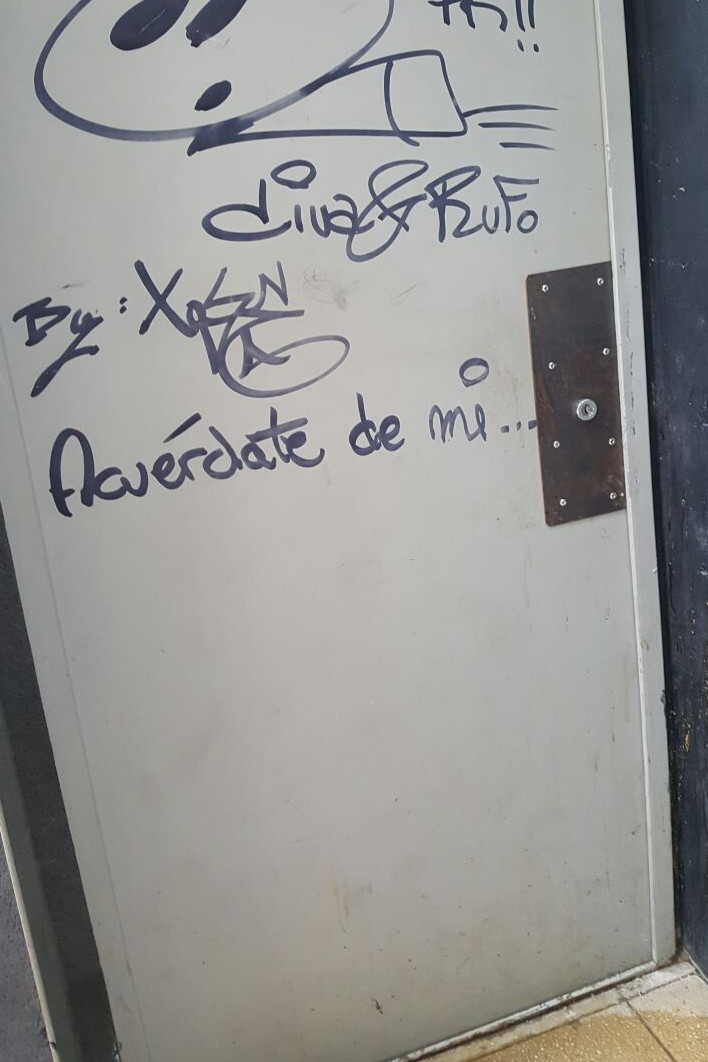 diva & RuFo
By:
Acuérdate de mi...